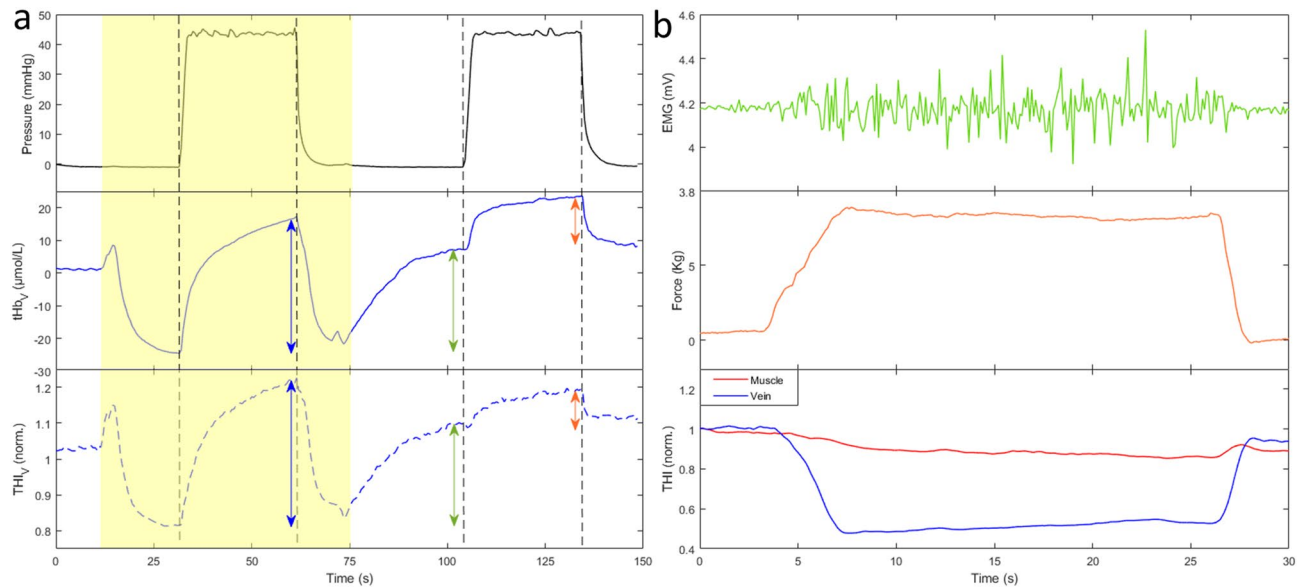 a
Pressure (mmHg)
50
40
30
20
10
0
tHbV (μmol/L)
20
10
0
-10
-20
-30
THIV (norm.)
1.2
1.1
1
0.9
0.8
0 25 50 75 100 125 150
Time (s)
b
EMG (mV)
4.6
4.4
4.2
4
3.8
Force (Kg)
5
0
THI (norm.)
1.2
1
0.8
0.6
0.4
Muscle
Vein
0 5 10 15 20 25 30
Time (s)